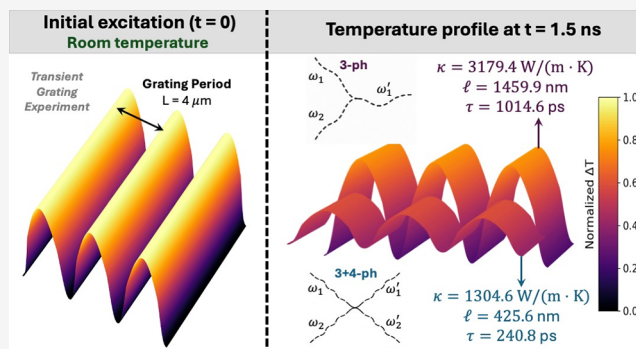 Initial excitation (t = 0)
Room temperature
Transient
Grating
Experiment
Grating Period
L = 4 μm
Temperature profile at t = 1.5 ns
3-ph
ω₁
ω₂
ω₁′
κ = 3179.4 W/(m · K)
ℓ = 1459.9 nm
τ = 1014.6 ps
3+4-ph
ω₁
ω₁′
ω₂
ω₂′
κ = 1304.6 W/(m · K)
ℓ = 425.6 nm
τ = 240.8 ps
1.0
0.8
0.6
0.4
0.2
0.0
Normalized ΔT